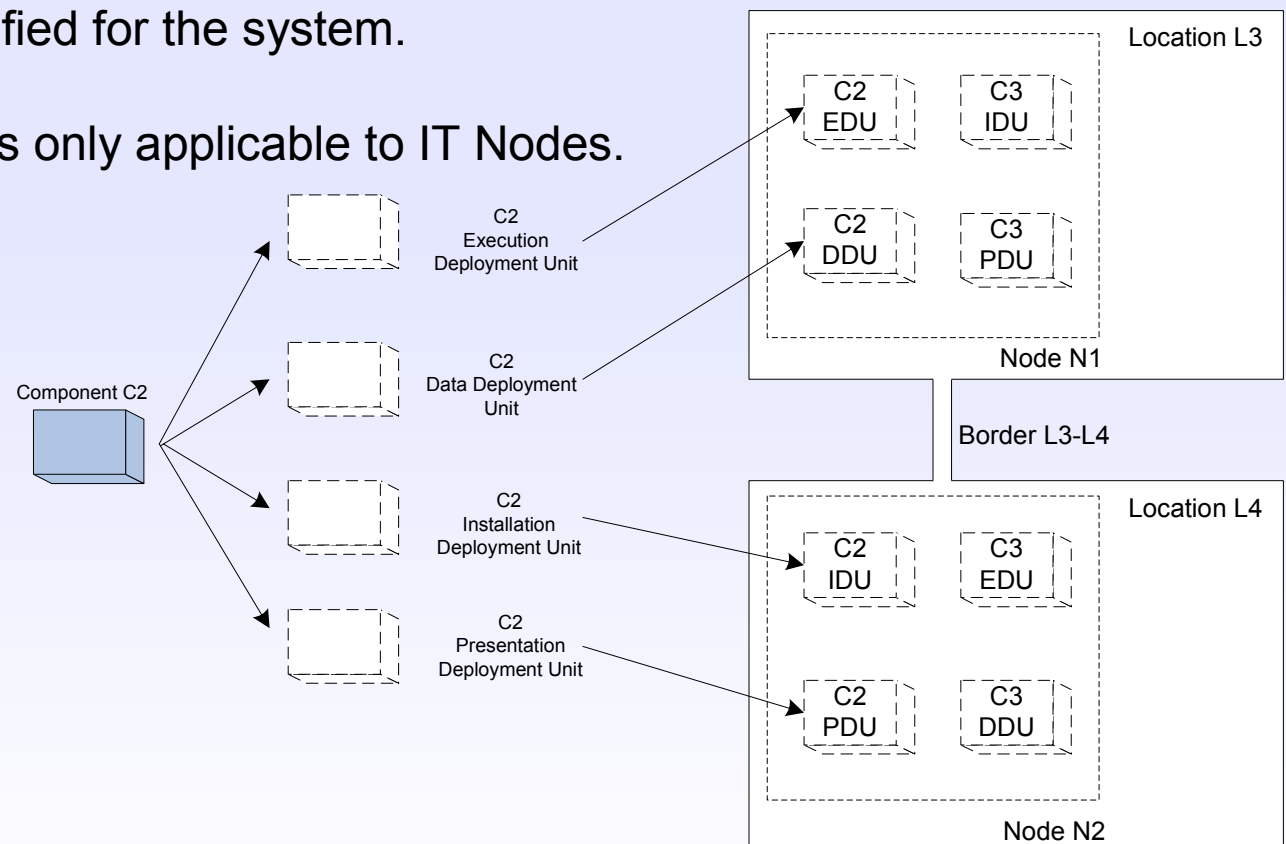 ified for the system.
s only applicable to IT Nodes.
Component C2
C2
Execution
Deployment Unit
C2
Data Deployment
Unit
C2
Installation
Deployment Unit
C2
Presentation
Deployment Unit
Location L3
C2
EDU
C3
IDU
C2
DDU
C3
PDU
Node N1
Border L3-L4
Location L4
C2
IDU
C3
EDU
C2
PDU
C3
DDU
Node N2